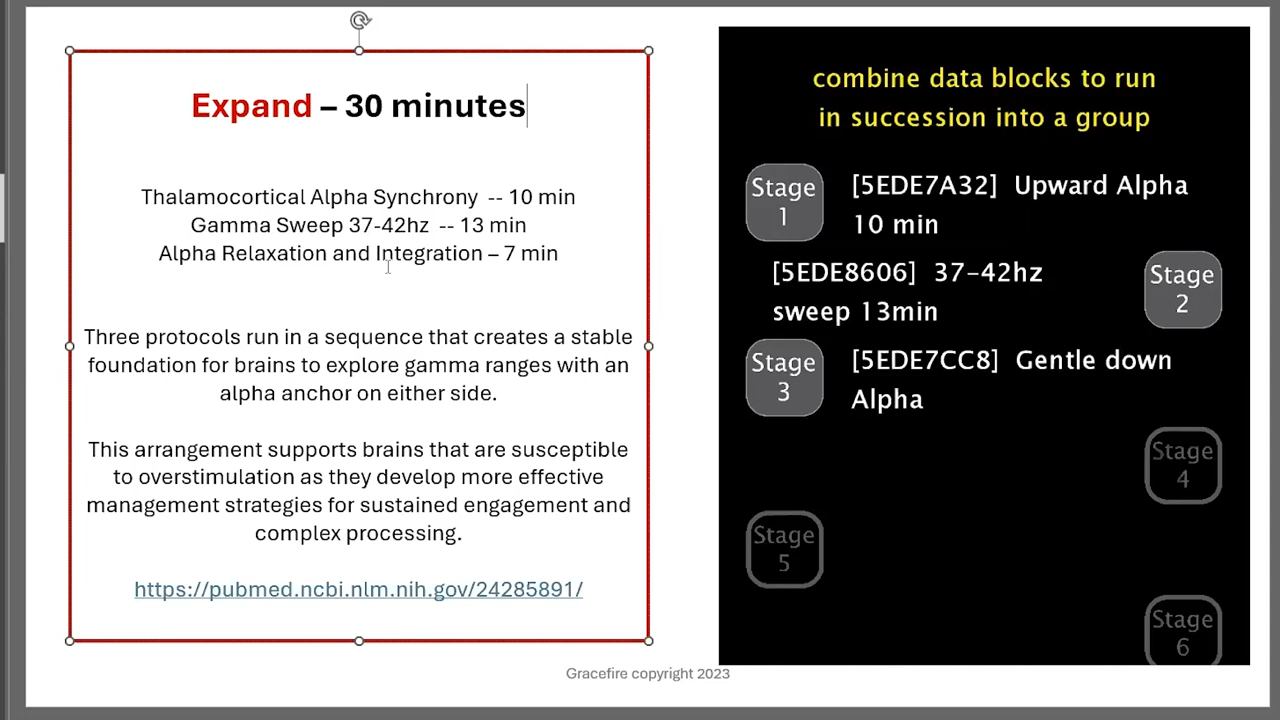 Expand – 30 minutes
Thalamocortical Alpha Synchrony -- 10 min
Gamma Sweep 37-42hz -- 13 min
Alpha Relaxation and Integration – 7 min
Three protocols run in a sequence that creates a stable
foundation for brains to explore gamma ranges with an
alpha anchor on either side.
This arrangement supports brains that are susceptible
to overstimulation as they develop more effective
management strategies for sustained engagement and
complex processing.
https://pubmed.ncbi.nlm.nih.gov/24285891/
combine data blocks to run
in succession into a group
Stage
1
[5EDE7A32] Upward Alpha
10 min
[5EDE8606] 37-42hz
sweep 13min
Stage
2
Stage
3
[5EDE7CC8] Gentle down
Alpha
Stage
4
Stage
5
Stage
6
Gracefire copyright 2023